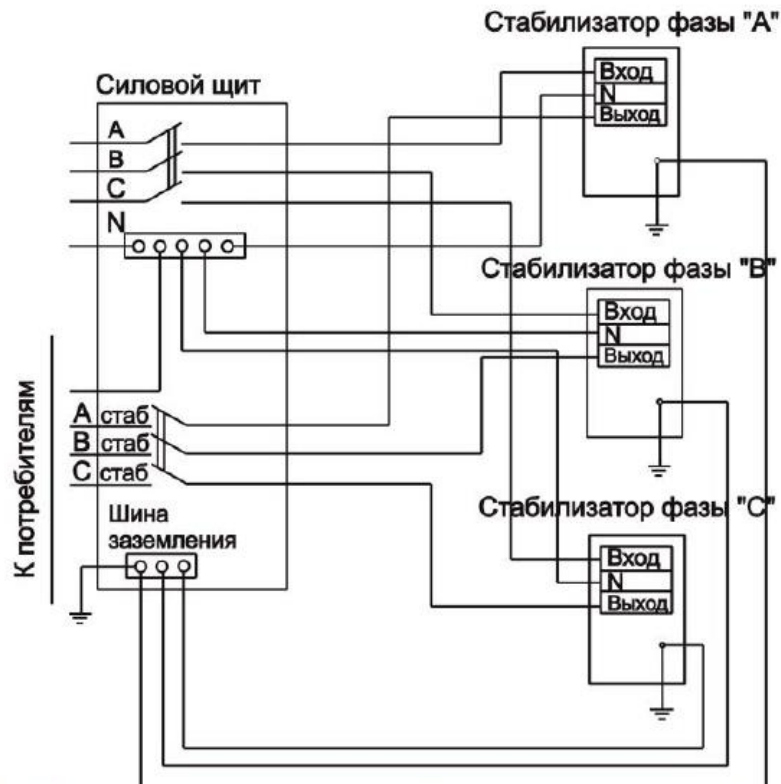 Стабилизатор фазы "А"
Силовой щит
Вход
N
Выход
А
В
С
N
Стабилизатор фазы "В"
Вход
N
Выход
К потребителям
А стаб
В стаб
С стаб
Стабилизатор фазы "С"
Шина
заземления
Вход
N
Выход